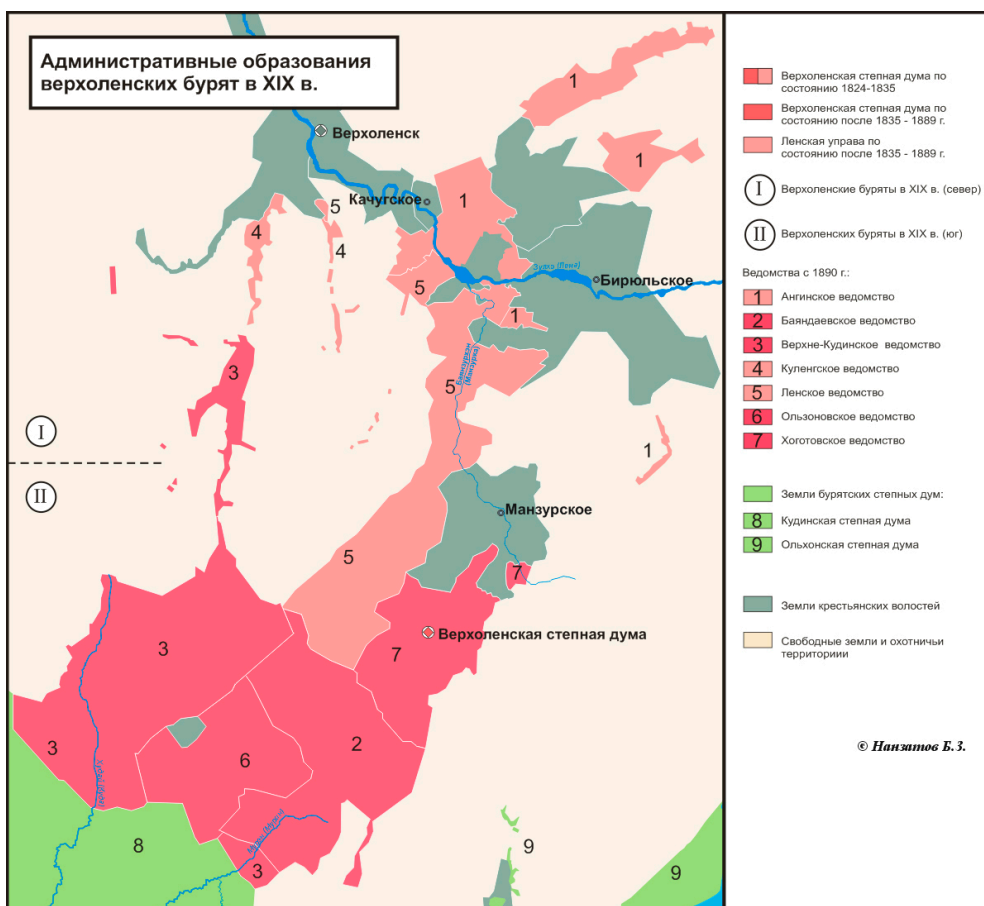 Административные образования
верхоленских бурят в XIX в.
Верхоленск
Качугское
Зулхэ (Лена)
Бирюльское
(Манзурка)
Манзурское
Верхоленская степная дума
1
1
1
1
1
5
4
4
5
5
3
5
7
7
3
3
6
2
3
8
9
9
I
II
Верхоленская степная дума по
состоянию 1824-1835
Верхоленская степная дума по
состоянию после 1835 - 1889 г.
Ленская управа по
состоянию после 1835 - 1889 г.
I Верхоленские буряты в XIX в. (север)
II Верхоленских буряты в XIX в. (юг)
Ведомства с 1890 г.:
1 Ангинское ведомство
2 Баяндаевское ведомство
3 Верхне-Кудинское ведомство
4 Куленгское ведомство
5 Ленское ведомство
6 Ользоновское ведомство
7 Хоготовское ведомство
Земли бурятских степных дум:
8 Кудинская степная дума
9 Ольхонская степная дума
Земли крестьянских волостей
Свободные земли и охотничьи
территориии
© Нанзатов Б.З.